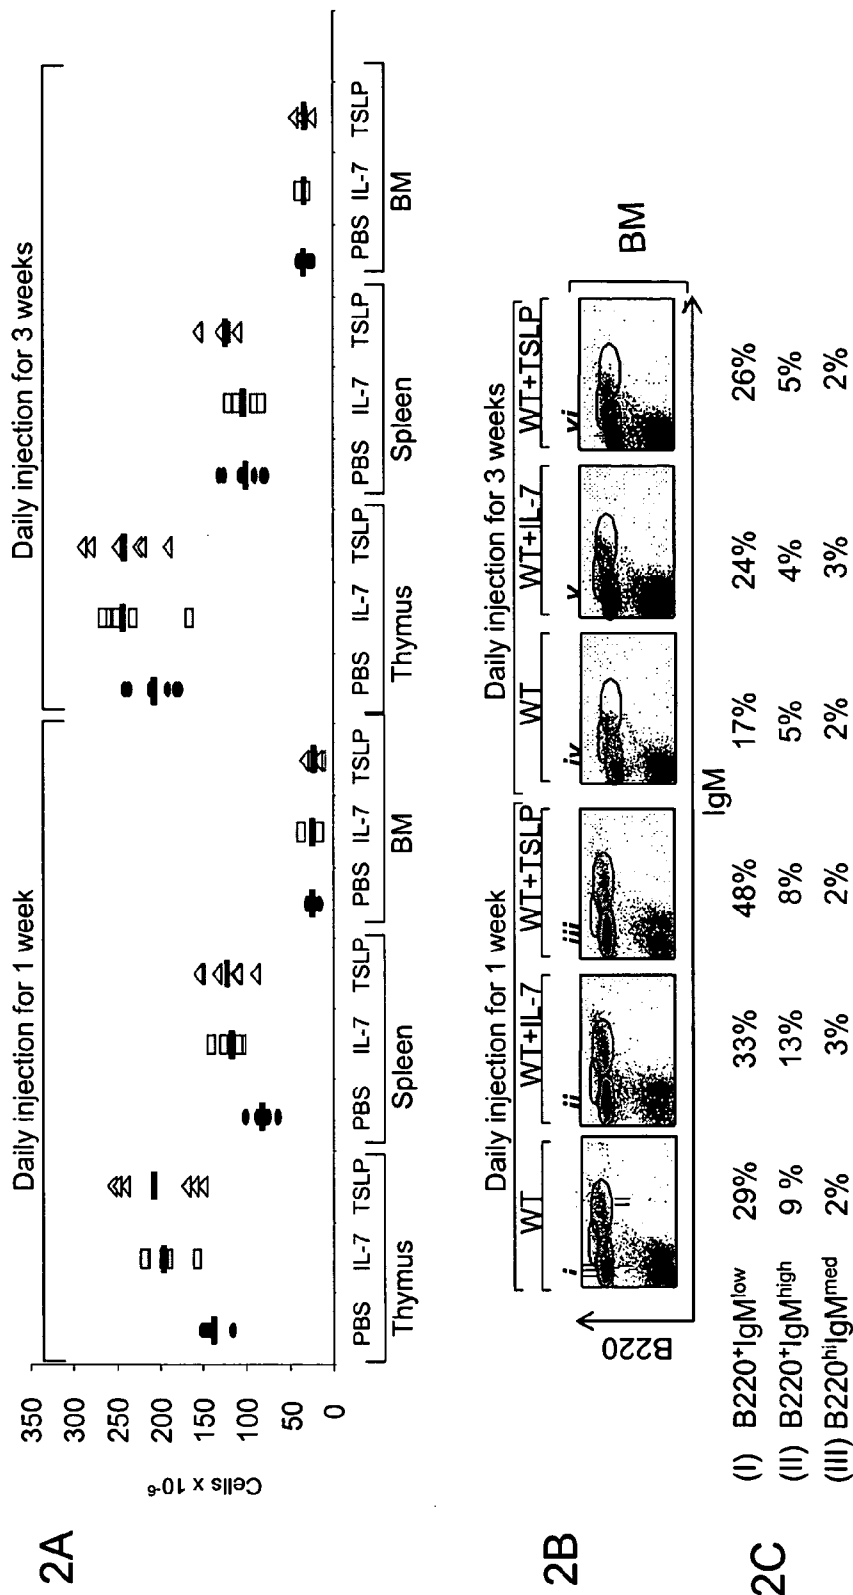 2A
Daily injection for 1 week
Daily injection for 3 weeks
Cells x 10-6
350
300
250
200
150
100
50
0
PBS IL-7 TSLP PBS IL-7 TSLP PBS IL-7 TSLP PBS IL-7 TSLP PBS IL-7 TSLP PBS IL-7 TSLP
Thymus Spleen BM Thymus Spleen BM
2B
Daily injection for 1 week
Daily injection for 3 weeks
WT WT+IL-7 WT+TSLP WT WT+IL-7 WT+TSLP
i ii iii iv v vi
II
B220
BM
IgM
2C
(I) B220+IgMlow 29% 33% 48% 17% 24% 26%
(II) B220+IgMhigh 9 % 13% 8% 5% 4% 5%
(III) B220hiIgMmed 2% 3% 2% 2% 3% 2%